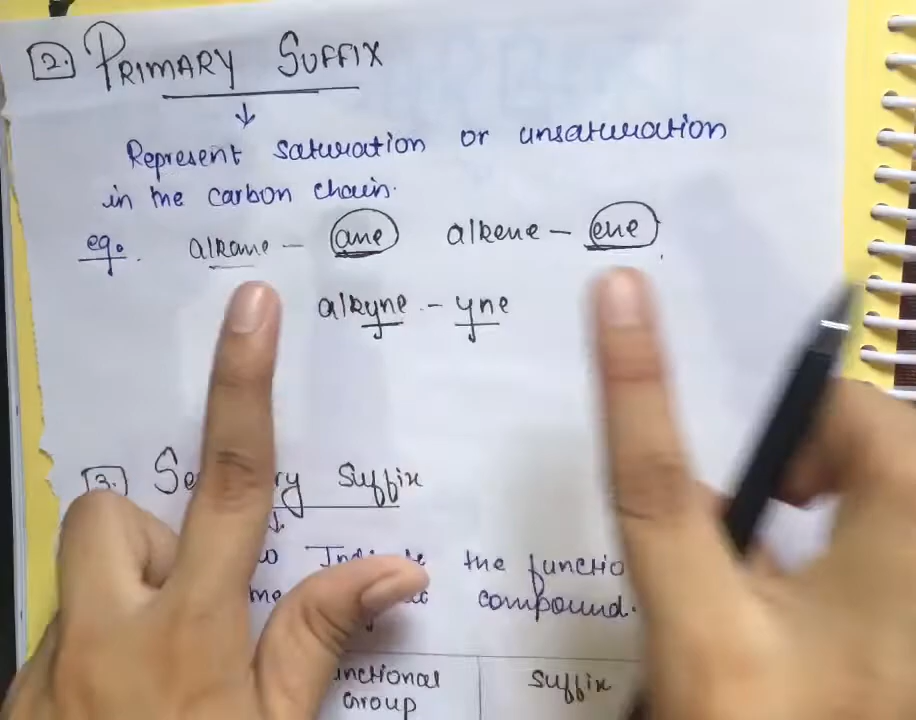 2. PRIMARY SUFFIX
↓
Represent saturation or unsaturation
in the carbon chain.
eg. alkane - ane alkene - ene
alkyne - yne
3. Suffix
↓
the
compound.
Suffix
Group